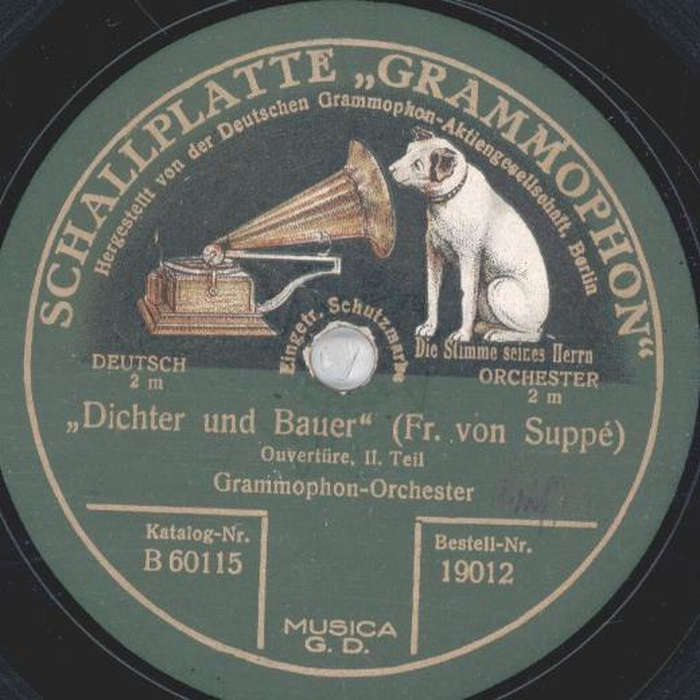 SCHALLPLATTE „GRAMMOPHON“
Hergestellt von der Deutschen Grammophon-Aktiengesellschaft, Berlin
Eingetr. Schutzmarke
Die Stimme seines Herrn
DEUTSCH
2 m
ORCHESTER
2 m
„Dichter und Bauer“ (Fr. von Suppé)
Ouvertüre, II. Teil
Grammophon-Orchester
Katalog-Nr.
B 60115
Bestell-Nr.
19012
MUSICA
G. D.